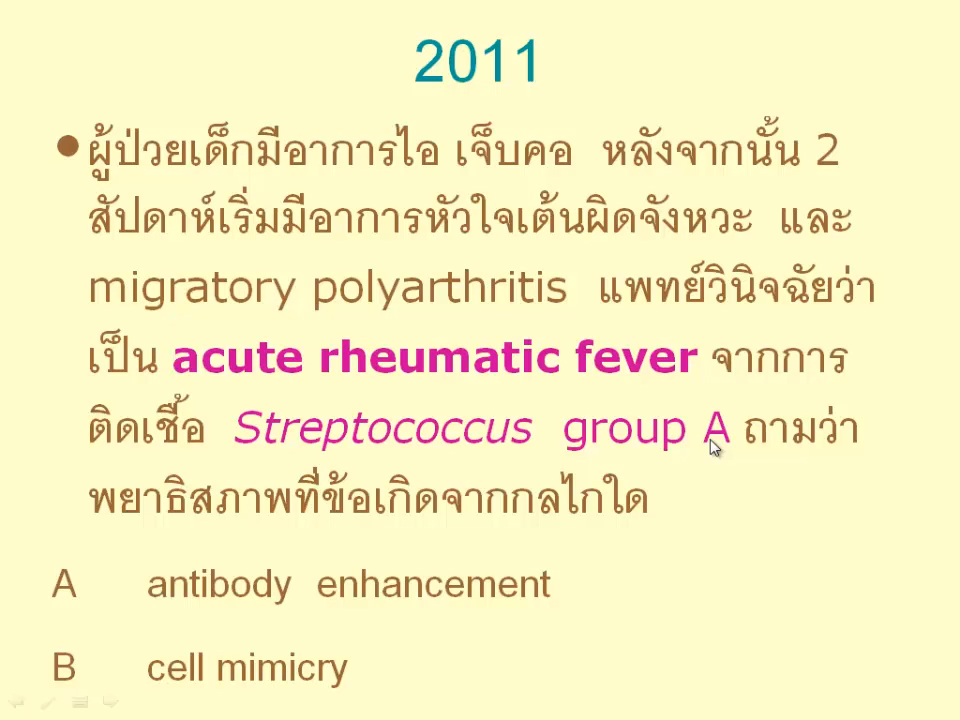 2011
• ผู้ป่วยเด็กมีอาการไอ เจ็บคอ หลังจากนั้น 2
สัปดาห์เริ่มมีอาการหัวใจเต้นผิดจังหวะ และ
migratory polyarthritis แพทย์วินิจฉัยว่า
เป็น acute rheumatic fever จากการ
ติดเชื้อ Streptococcus group A ถามว่า
พยาธิสภาพที่ข้อเกิดจากกลไกใด
A antibody enhancement
B cell mimicry